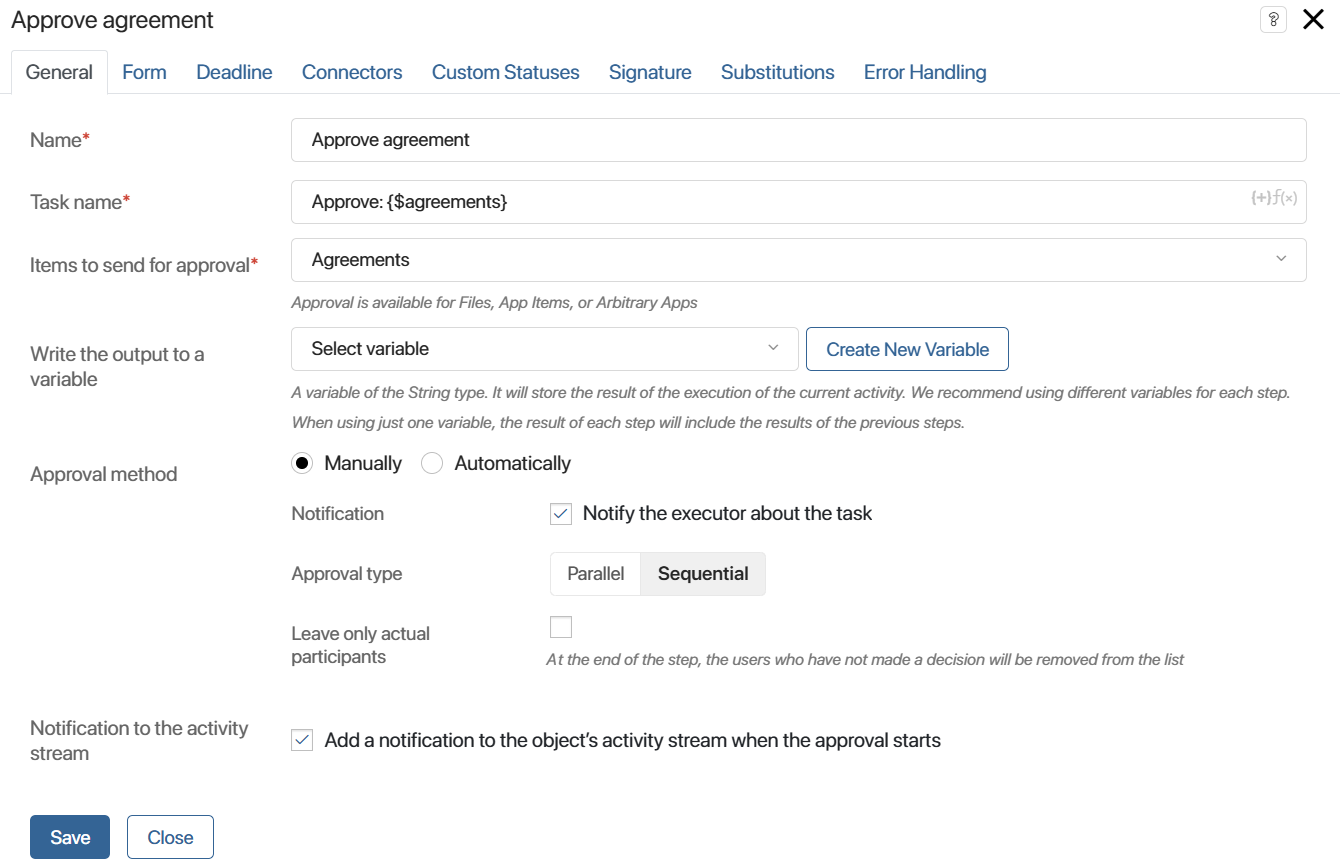 Approve agreement
?
General Form Deadline Connectors Custom Statuses Signature Substitutions Error Handling
Name* Approve agreement
Task name* Approve: {$agreements} {+}ƒ(×)
Items to send for approval* Agreements
Approval is available for Files, App Items, or Arbitrary Apps
Write the output to a
variable
Select variable Create New Variable
A variable of the String type. It will store the result of the execution of the current activity. We recommend using different variables for each step.
When using just one variable, the result of each step will include the results of the previous steps.
Approval method Manually Automatically
Notification Notify the executor about the task
Approval type Parallel Sequential
Leave only actual
participants
At the end of the step, the users who have not made a decision will be removed from the list
Notification to the activity
stream
Add a notification to the object's activity stream when the approval starts
Save Close